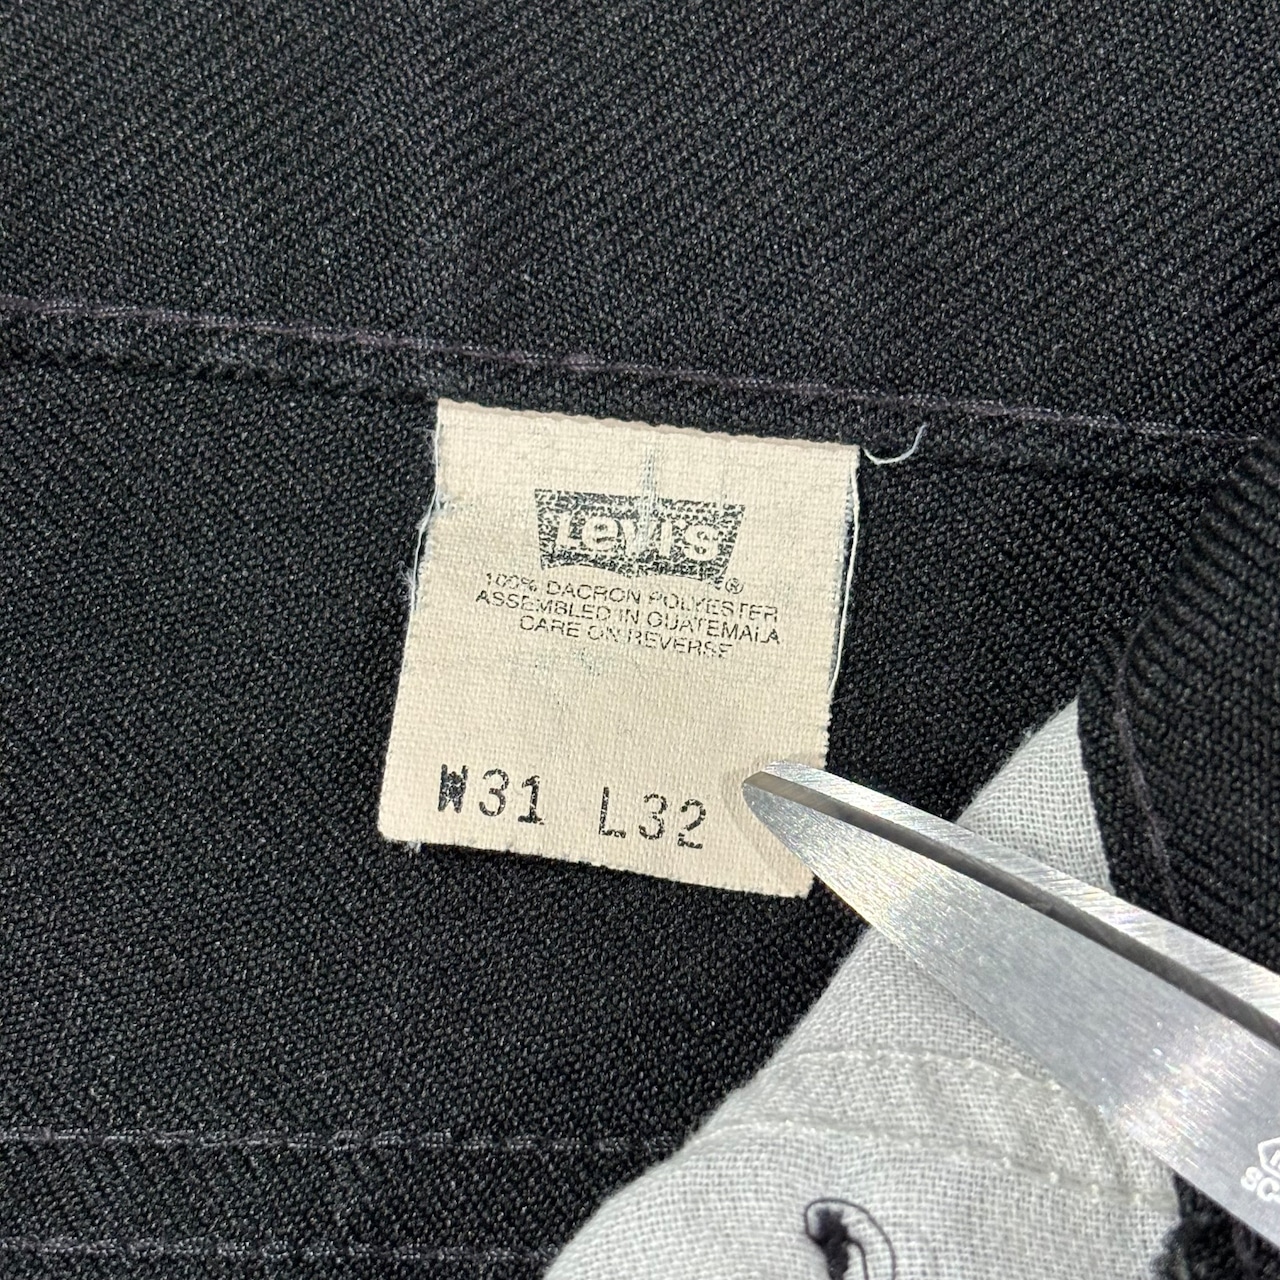 Levi's ®
100% DACRON POLYESTER
ASSEMBLED IN GUATEMALA
CARE ON REVERSE
W31 L32